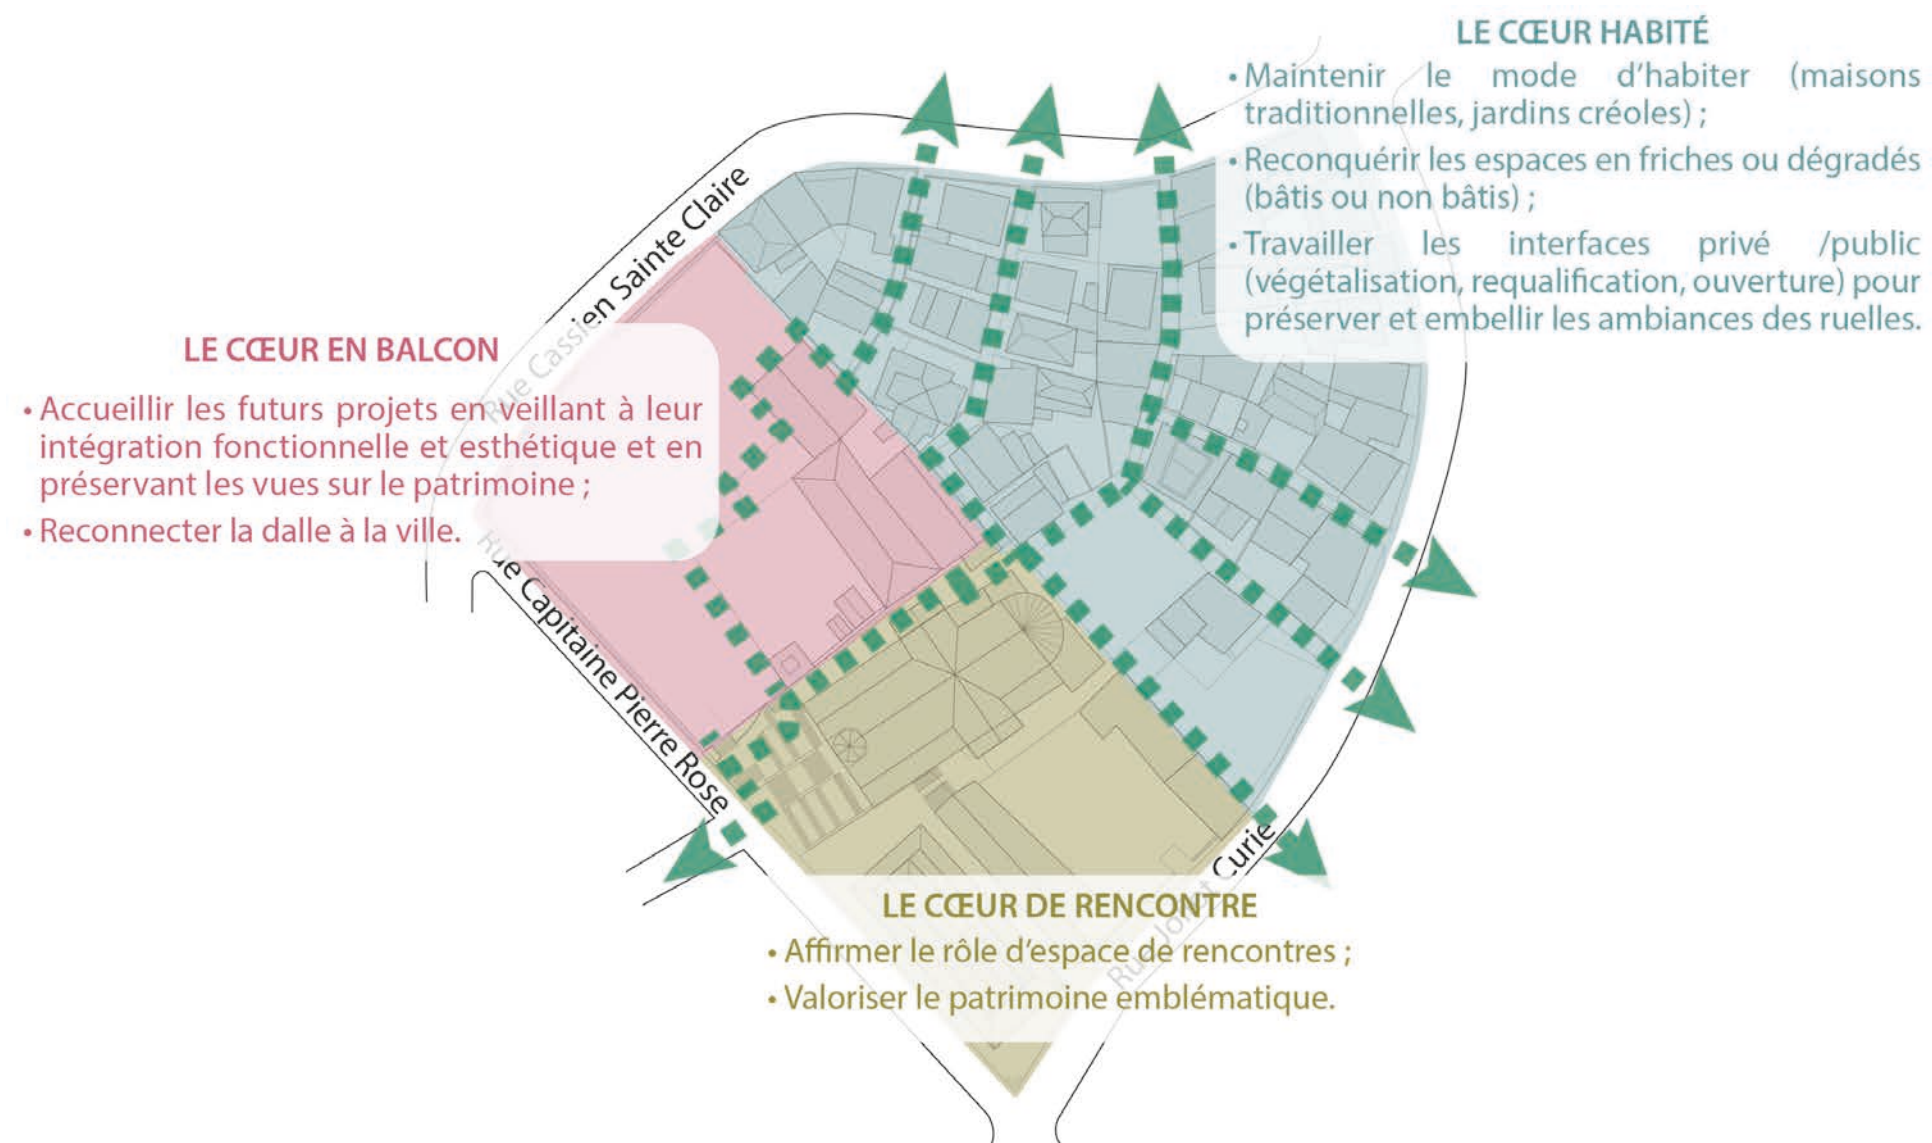 LE CŒUR HABITÉ
• Maintenir le mode d'habiter (maisons
traditionnelles, jardins créoles) ;
• Reconquérir les espaces en friches ou dégradés
(bâtis ou non bâtis) ;
• Travailler les interfaces privé /public
(végétalisation, requalification, ouverture) pour
préserver et embellir les ambiances des ruelles.
Rue Cassien Sainte Claire
LE CŒUR EN BALCON
• Accueillir les futurs projets en veillant à leur
intégration fonctionnelle et esthétique et en
préservant les vues sur le patrimoine ;
• Reconnecter la dalle à la ville.
Rue Capitaine Pierre Rose
Rue Joliot Curie
LE CŒUR DE RENCONTRE
• Affirmer le rôle d'espace de rencontres ;
• Valoriser le patrimoine emblématique.